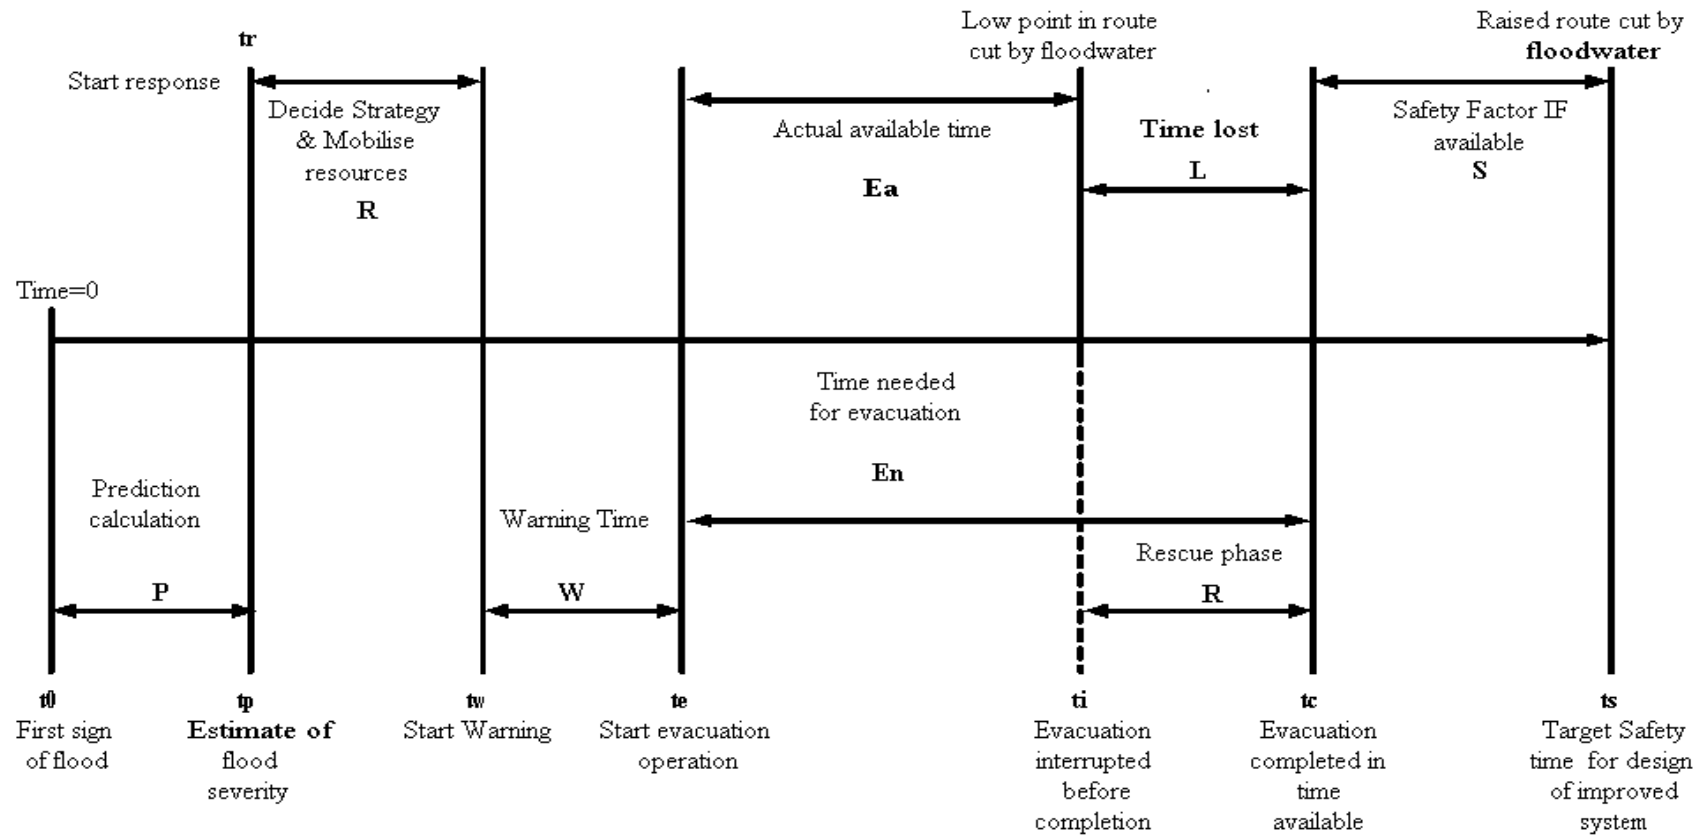 tr
Start response
Decide Strategy
& Mobilise
resources
R
Low point in route
cut by floodwater
Raised route cut by
floodwater
Actual available time
Ea
Time lost
L
Safety Factor IF
available
S
Time=0
Time needed
for evacuation
En
Prediction
calculation
P
Warning Time
W
Rescue phase
R
t0
First sign
of flood
tp
Estimate of
flood
severity
tw
Start Warning
te
Start evacuation
operation
ti
Evacuation
interrupted
before
completion
tc
Evacuation
completed in
time
available
ts
Target Safety
time for design
of improved
system